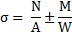 σ = N/A ± M/W